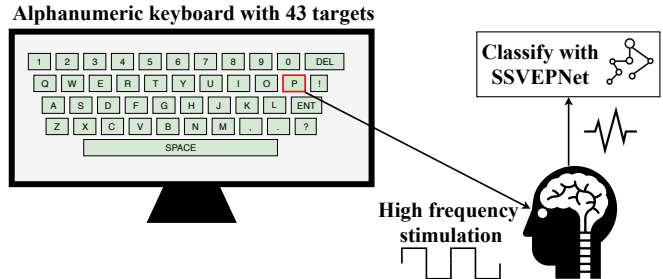 Alphanumeric keyboard with 43 targets
1 2 3 4 5 6 7 8 9 0 DEL
Q W E R T Y U I O P !
A S D F G H J K L ENT
Z X C V B N M , . ?
SPACE
Classify with
SSVEPNet
High frequency
stimulation